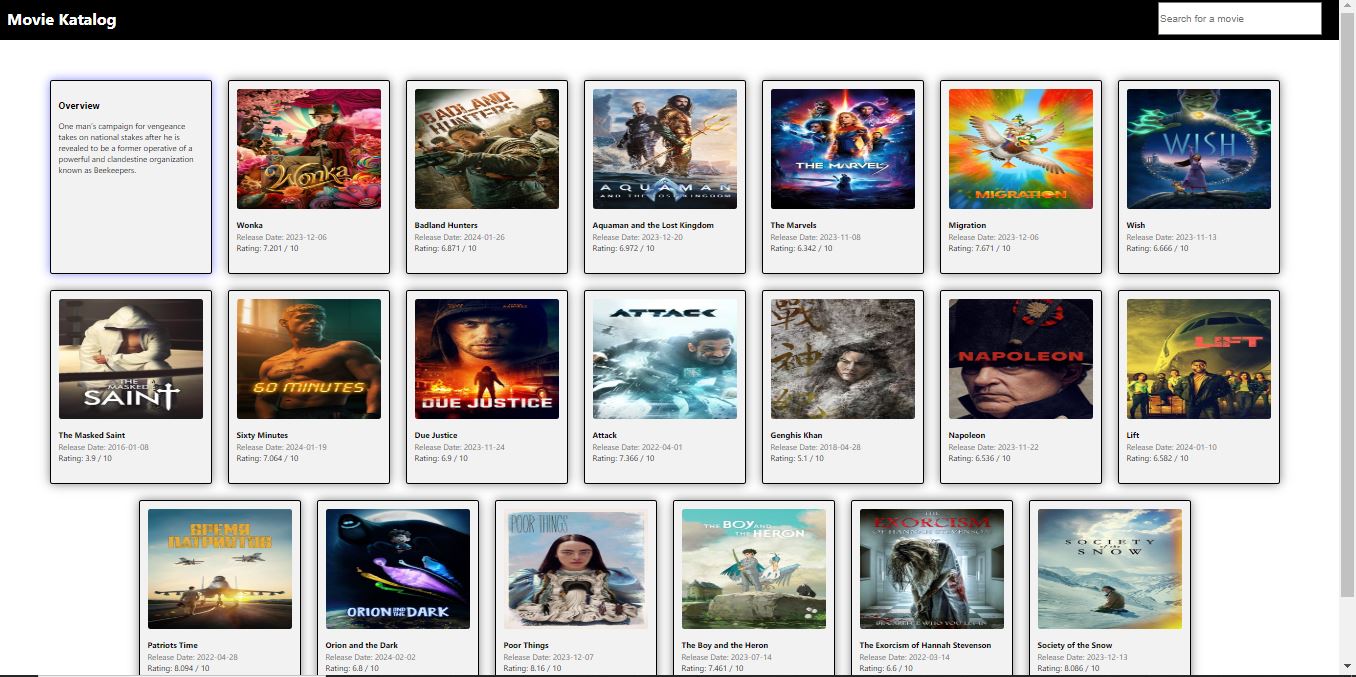 Movie Katalog
Search for a movie
Overview
One man's campaign for vengeance
takes on national stakes after he is
revealed to be a former operative of a
powerful and clandestine organization
known as Beekeepers.
Wonka
Wonka
Release Date: 2023-12-06
Rating: 7.201 / 10
BADLAND
HUNTERS
Badland Hunters
Release Date: 2024-01-26
Rating: 6.871 / 10
AQUAMAN
AND THE LOST KINGDOM
Aquaman and the Lost Kingdom
Release Date: 2023-12-20
Rating: 6.972 / 10
THE MARVELS
The Marvels
Release Date: 2023-11-08
Rating: 6.342 / 10
MIGRATION
Migration
Release Date: 2023-12-06
Rating: 7.671 / 10
WISH
Wish
Release Date: 2023-11-13
Rating: 6.666 / 10
THE
MASKED
SAINT
The Masked Saint
Release Date: 2016-01-08
Rating: 3.9 / 10
60 MINUTES
Sixty Minutes
Release Date: 2024-01-19
Rating: 7.064 / 10
DUE JUSTICE
Due Justice
Release Date: 2023-11-24
Rating: 6.9 / 10
ATTACK
Attack
Release Date: 2022-04-01
Rating: 7.366 / 10
戰
神
Genghis Khan
Release Date: 2018-04-28
Rating: 5.1 / 10
NAPOLEON
Napoleon
Release Date: 2023-11-22
Rating: 6.536 / 10
LIFT
Lift
Release Date: 2024-01-10
Rating: 6.582 / 10
ВРЕМЯ
ПАТРИОТОВ
Patriots Time
Release Date: 2022-04-28
Rating: 8.094 / 10
ORION AND THE DARK
Orion and the Dark
Release Date: 2024-02-02
Rating: 6.8 / 10
POOR THINGS
Poor Things
Release Date: 2023-12-07
Rating: 8.16 / 10
THE BOY AND
THE HERON
The Boy and the Heron
Release Date: 2023-07-14
Rating: 7.461 / 10
THE
EXORCISM
OF HANNAH STEVENSON
BE CAREFUL WHO YOU LET IN
The Exorcism of Hannah Stevenson
Release Date: 2022-03-14
Rating: 6.6 / 10
SOCIETY
of the
SNOW
Society of the Snow
Release Date: 2023-12-13
Rating: 8.086 / 10